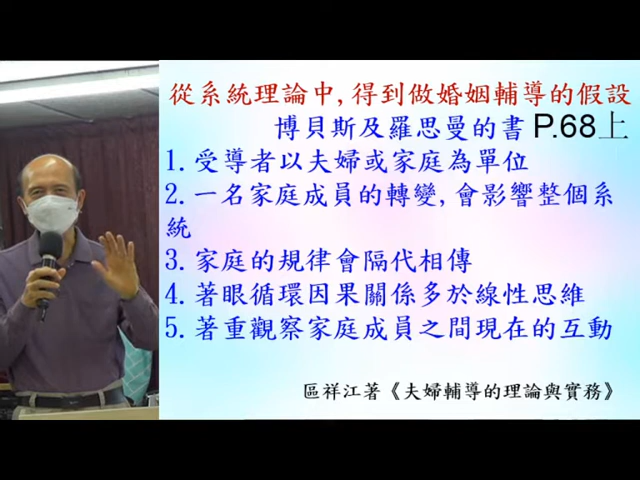 從系統理論中,得到做婚姻輔導的假設
博貝斯及羅思曼的書 P.68上
1. 受導者以夫婦或家庭為單位
2. 一名家庭成員的轉變, 會影響整個系
統
3. 家庭的規律會隔代相傳
4. 著眼循環因果關係多於線性思維
5. 著重觀察家庭成員之間現在的互動
區祥江著《夫婦輔導的理論與實務》